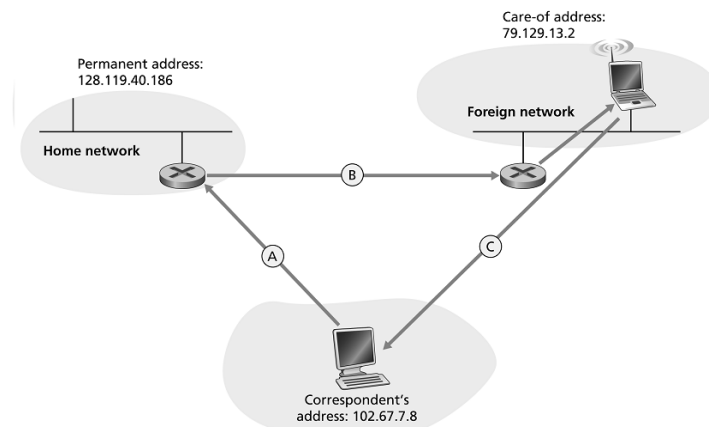 Care-of address:
79.129.13.2
Permanent address:
128.119.40.186
Foreign network
Home network
B
A
C
Correspondent's
address: 102.67.7.8